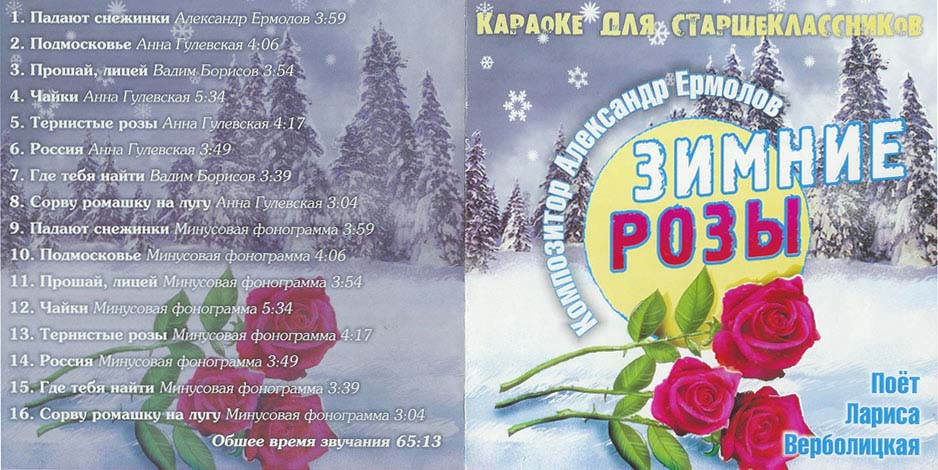 1. Падают снежинки Александр Ермолов 3:59
2. Подмосковье Анна Гулевская 4:06
3. Прощай, лицей Вадим Борисов 3:54
4. Чайки Анна Гулевская 5:34
5. Тернистые розы Анна Гулевская 4:17
6. Россия Анна Гулевская 3:49
7. Где тебя найти Вадим Борисов 3:39
8. Сорву ромашку на лугу Анна Гулевская 3:04
9. Падают снежинки Минусовая фонограмма 3:59
10. Подмосковье Минусовая фонограмма 4:06
11. Прощай, лицей Минусовая фонограмма 3:54
12. Чайки Минусовая фонограмма 5:34
13. Тернистые розы Минусовая фонограмма 4:17
14. Россия Минусовая фонограмма 3:49
15. Где тебя найти Минусовая фонограмма 3:39
16. Сорву ромашку на лугу Минусовая фонограмма 3:04
Общее время звучания 65:13
Караоке для старшеклассников
Композитор Александр Ермолов
ЗИМНИЕ
РОЗЫ
Поёт
Лариса
Верболицкая